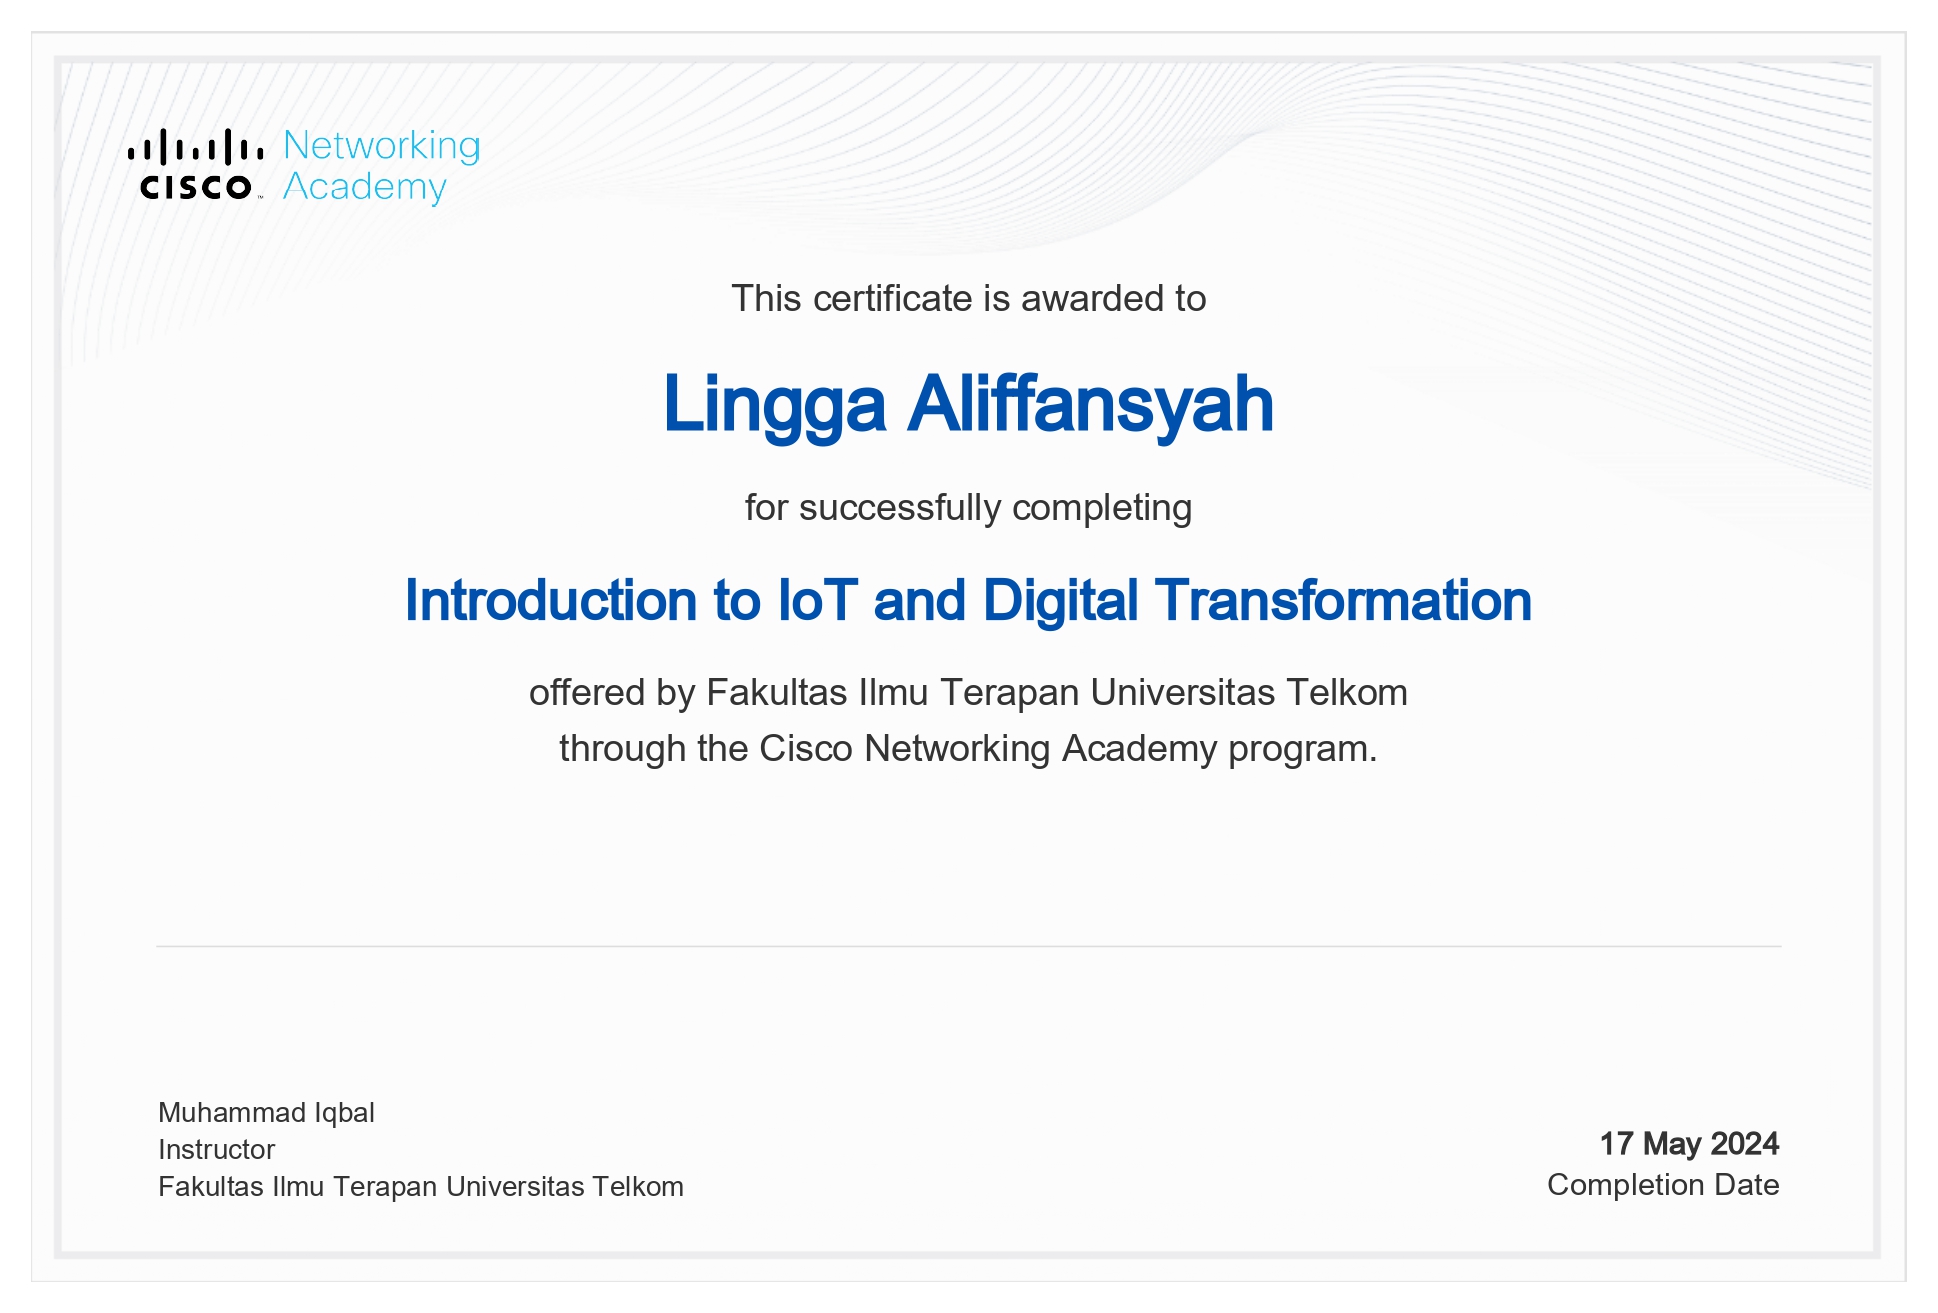 Networking
Academy
CISCO
This certificate is awarded to
Lingga Aliffansyah
for successfully completing
Introduction to IoT and Digital Transformation
offered by Fakultas Ilmu Terapan Universitas Telkom
through the Cisco Networking Academy program.
Muhammad Iqbal
Instructor
Fakultas Ilmu Terapan Universitas Telkom
17 May 2024
Completion Date